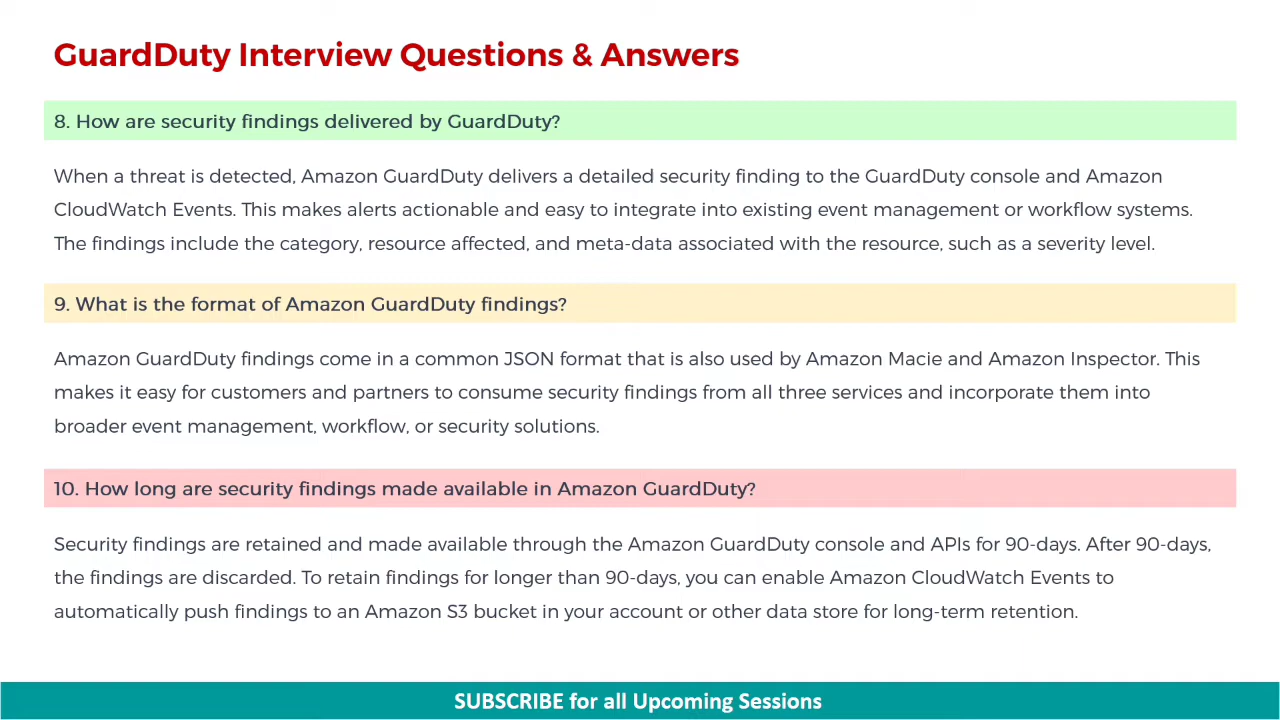 GuardDuty Interview Questions & Answers
8. How are security findings delivered by GuardDuty?
When a threat is detected, Amazon GuardDuty delivers a detailed security finding to the GuardDuty console and Amazon
CloudWatch Events. This makes alerts actionable and easy to integrate into existing event management or workflow systems.
The findings include the category, resource affected, and meta-data associated with the resource, such as a severity level.
9. What is the format of Amazon GuardDuty findings?
Amazon GuardDuty findings come in a common JSON format that is also used by Amazon Macie and Amazon Inspector. This
makes it easy for customers and partners to consume security findings from all three services and incorporate them into
broader event management, workflow, or security solutions.
10. How long are security findings made available in Amazon GuardDuty?
Security findings are retained and made available through the Amazon GuardDuty console and APIs for 90-days. After 90-days,
the findings are discarded. To retain findings for longer than 90-days, you can enable Amazon CloudWatch Events to
automatically push findings to an Amazon S3 bucket in your account or other data store for long-term retention.
SUBSCRIBE for all Upcoming Sessions